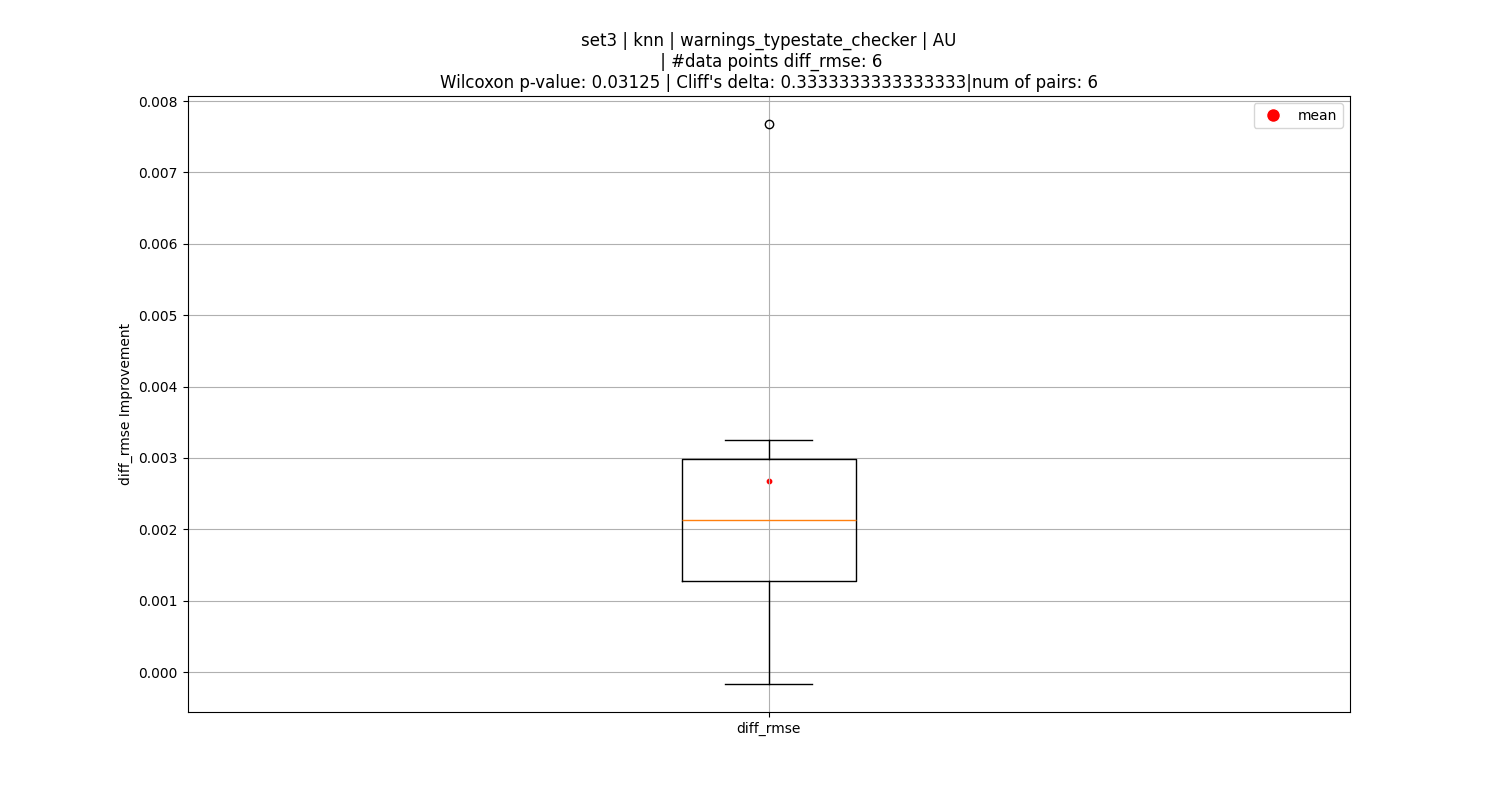 set3 | knn | warnings_typestate_checker | AU
| #data points diff_rmse: 6
Wilcoxon p-value: 0.03125 | Cliff's delta: 0.3333333333333333|num of pairs: 6
mean
0.008
0.007
0.006
0.005
0.004
0.003
0.002
0.001
0.000
diff_rmse Improvement
diff_rmse